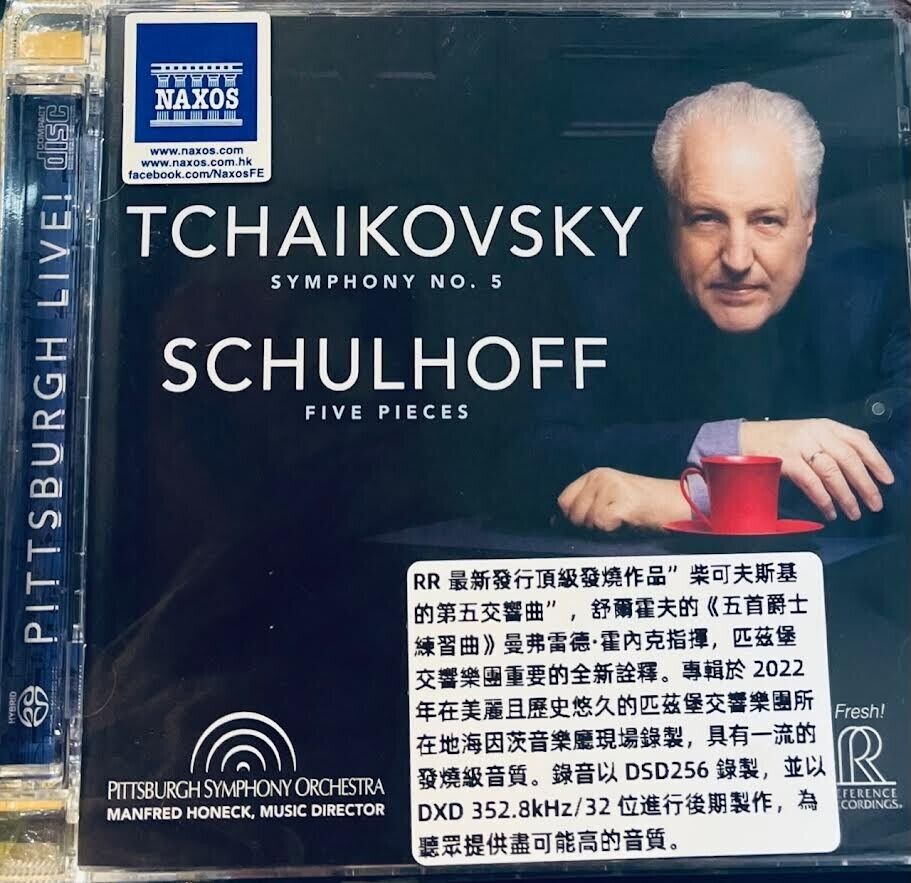 NAXOS
www.naxos.com
www.naxos.com.hk
facebook.com/NaxosFE
COMPACT
disc
PITTSBURGH LIVE!
HYBRID
TCHAIKOVSKY
SYMPHONY NO. 5
SCHULHOFF
FIVE PIECES
RR 最新發行頂級發燒作品”柴可夫斯基
的第五交響曲”，舒爾霍夫的《五首爵士
練習曲》曼弗雷德·霍內克指揮，匹茲堡
交響樂團重要的全新詮釋。專輯於 2022
年在美麗且歷史悠久的匹茲堡交響樂團所
在地海因茨音樂廳現場錄製，具有一流的
發燒級音質。錄音以 DSD256 錄製，並以
DXD 352.8kHz/32 位進行後期製作，為
聽眾提供盡可能高的音質。
PITTSBURGH SYMPHONY ORCHESTRA
MANFRED HONECK, MUSIC DIRECTOR
Fresh!
R